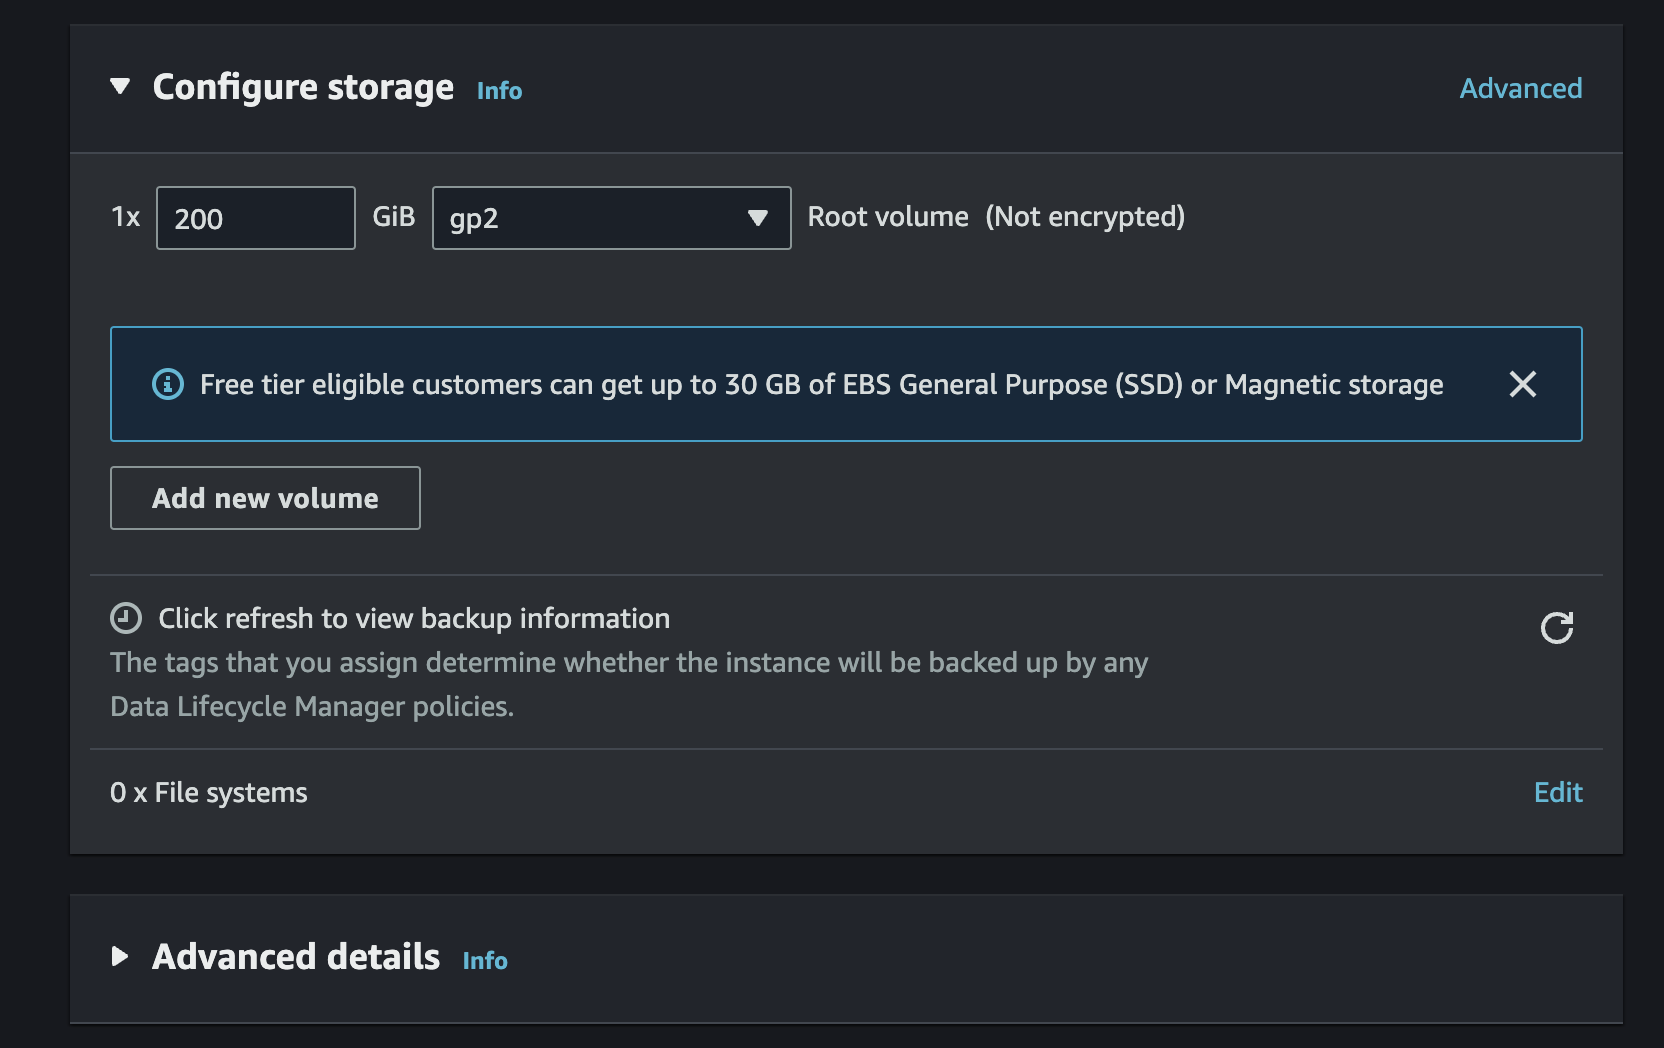 Configure storage Info Advanced
1x 200 GiB gp2 Root volume (Not encrypted)
Free tier eligible customers can get up to 30 GB of EBS General Purpose (SSD) or Magnetic storage
Add new volume
Click refresh to view backup information
The tags that you assign determine whether the instance will be backed up by any
Data Lifecycle Manager policies.
0 x File systems Edit
Advanced details Info